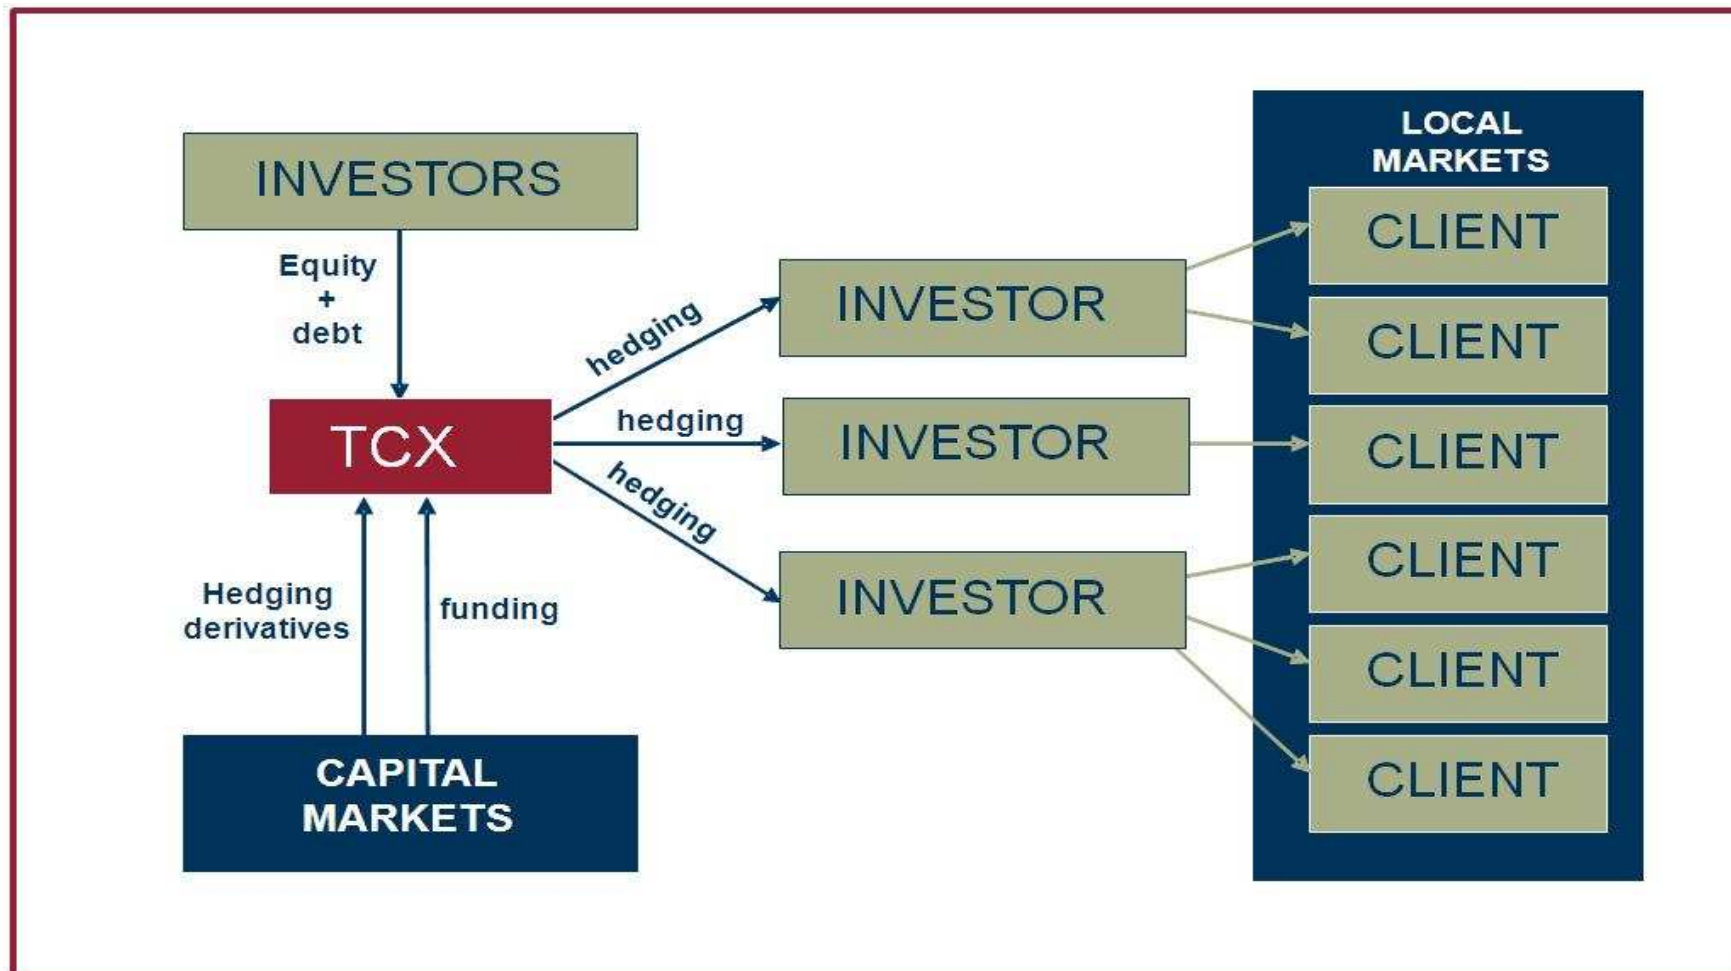 INVESTORS
Equity
+
debt
TCX
Hedging
derivatives
funding
CAPITAL
MARKETS
hedging
hedging
hedging
INVESTOR
INVESTOR
INVESTOR
LOCAL
MARKETS
CLIENT
CLIENT
CLIENT
CLIENT
CLIENT
CLIENT